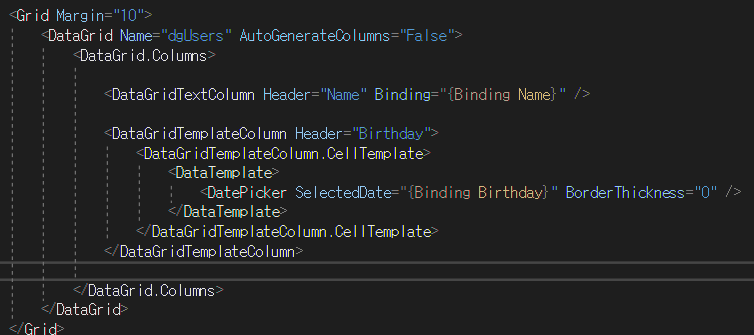 <Grid Margin="10">
<DataGrid Name="dgUsers" AutoGenerateColumns="False">
<DataGrid.Columns>
<DataGridTextColumn Header="Name" Binding="{Binding Name}" />
<DataGridTemplateColumn Header="Birthday">
<DataGridTemplateColumn.CellTemplate>
<DataTemplate>
<DatePicker SelectedDate="{Binding Birthday}" BorderThickness="0" />
</DataTemplate>
</DataGridTemplateColumn.CellTemplate>
</DataGridTemplateColumn>
</DataGrid.Columns>
</DataGrid>
</Grid>